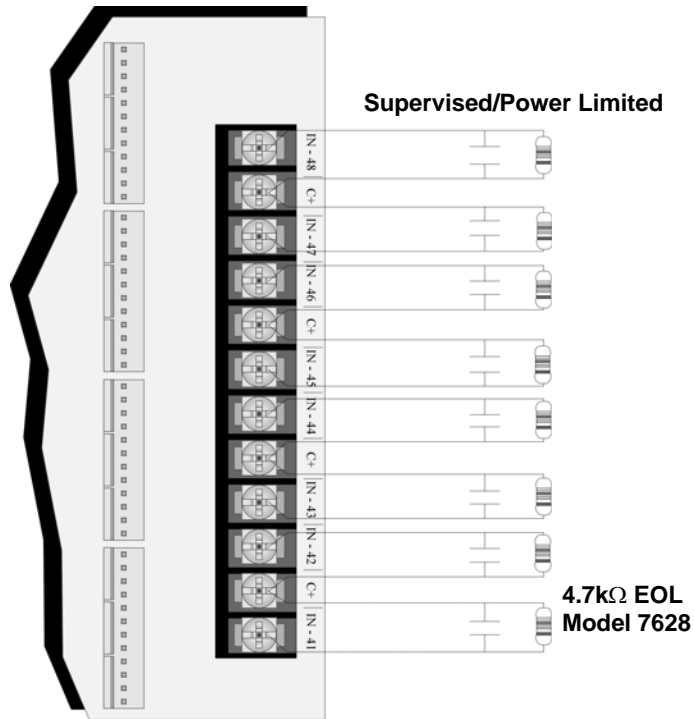 Supervised/Power Limited
IN - 48
C+
IN - 47
IN - 46
C+
IN - 45
IN - 44
C+
IN - 43
IN - 42
C+
IN - 41
4.7kΩ EOL
Model 7628